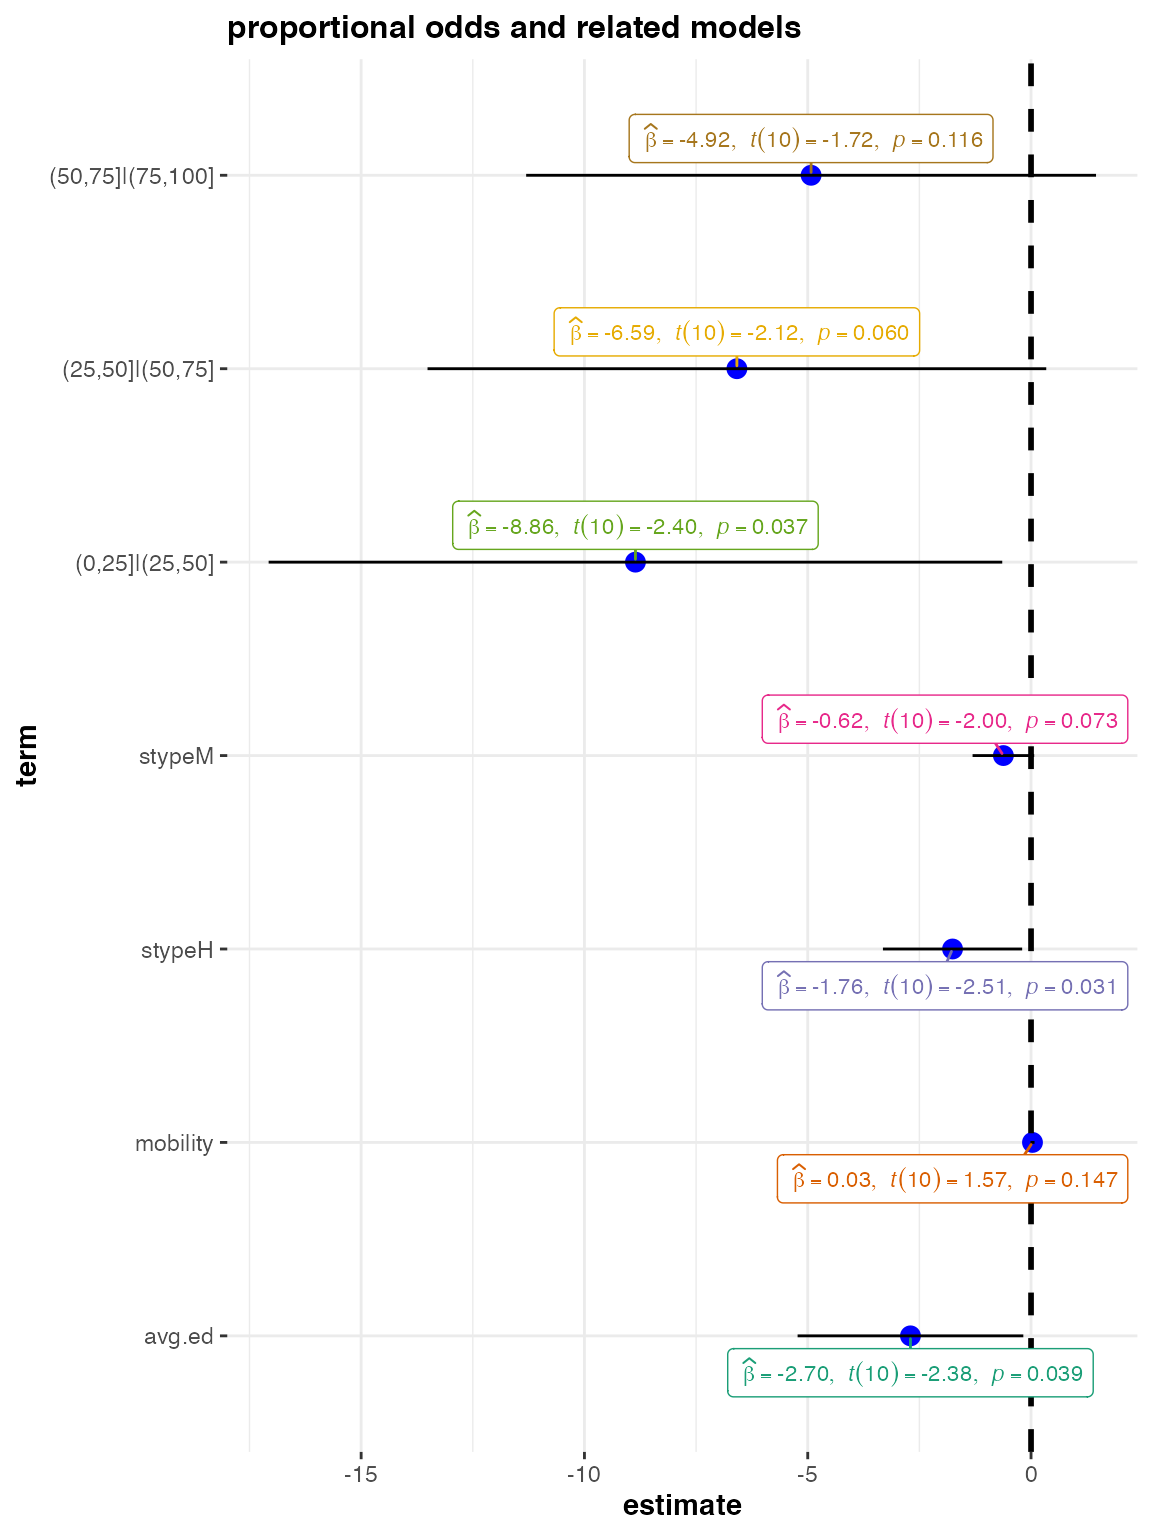 proportional odds and related models
β̂ = -4.92, t(10) = -1.72, p = 0.116
(50,75]|(75,100]
β̂ = -6.59, t(10) = -2.12, p = 0.060
(25,50]|(50,75]
β̂ = -8.86, t(10) = -2.40, p = 0.037
(0,25]|(25,50]
β̂ = -0.62, t(10) = -2.00, p = 0.073
stypeM
term
stypeH
β̂ = -1.76, t(10) = -2.51, p = 0.031
mobility
β̂ = 0.03, t(10) = 1.57, p = 0.147
avg.ed
β̂ = -2.70, t(10) = -2.38, p = 0.039
-15 -10 -5 0
estimate